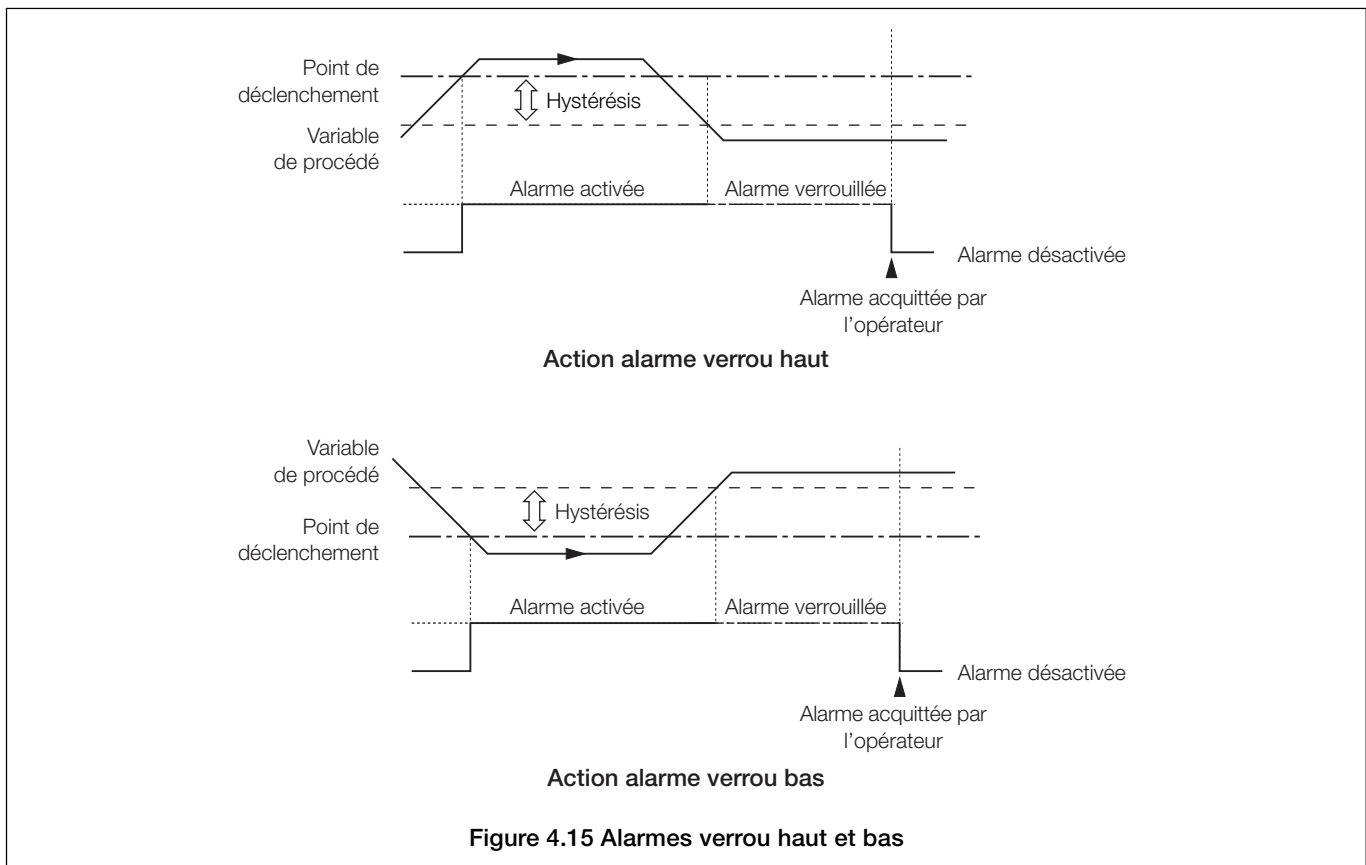 Point de
déclenchement
Hystérésis
Variable
de procédé
Alarme activée
Alarme verrouillée
Alarme désactivée
Alarme acquittée par
l'opérateur
Action alarme verrou haut
Variable
de procédé
Hystérésis
Point de
déclenchement
Alarme activée
Alarme verrouillée
Alarme désactivée
Alarme acquittée par
l'opérateur
Action alarme verrou bas
Figure 4.15 Alarmes verrou haut et bas